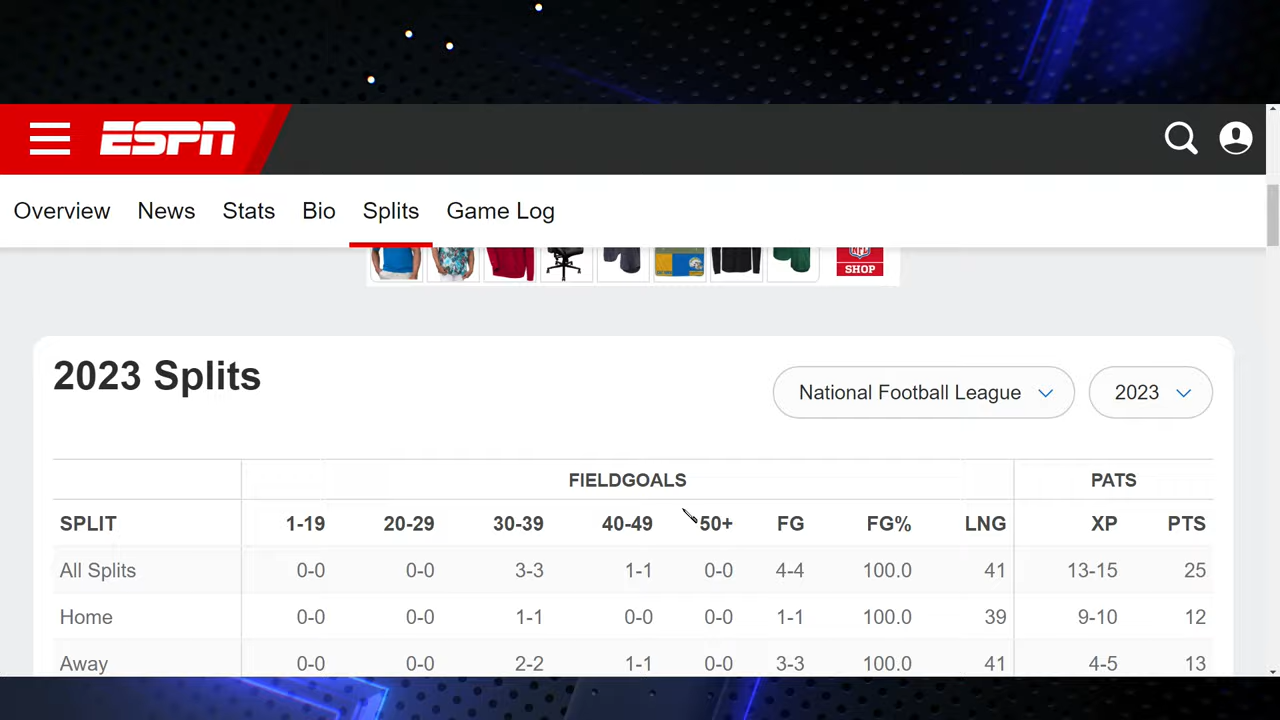 ESPN
Overview News Stats Bio Splits Game Log
NFL
SHOP
2023 Splits
National Football League 2023
FIELDGOALS PATS
SPLIT 1-19 20-29 30-39 40-49 50+ FG FG% LNG XP PTS
All Splits 0-0 0-0 3-3 1-1 0-0 4-4 100.0 41 13-15 25
Home 0-0 0-0 1-1 0-0 0-0 1-1 100.0 39 9-10 12
Away 0-0 0-0 2-2 1-1 0-0 3-3 100.0 41 4-5 13